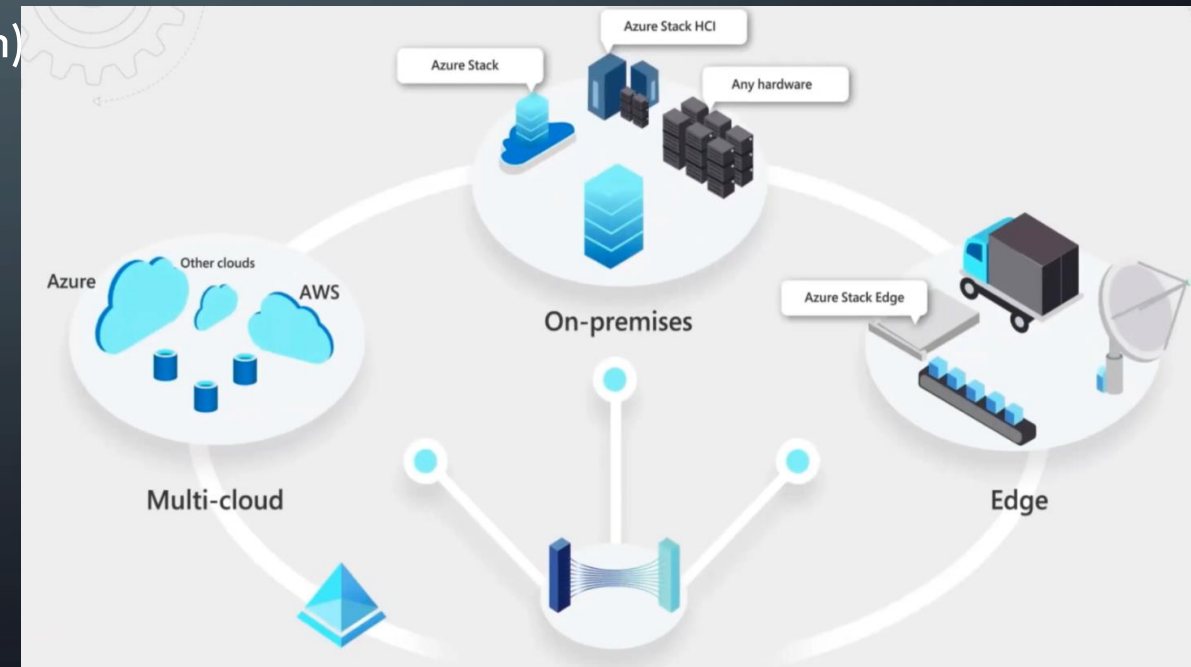 n)
Azure Stack HCI
Azure Stack
Any hardware
Other clouds
Azure
AWS
Azure Stack Edge
On-premises
Multi-cloud
Edge